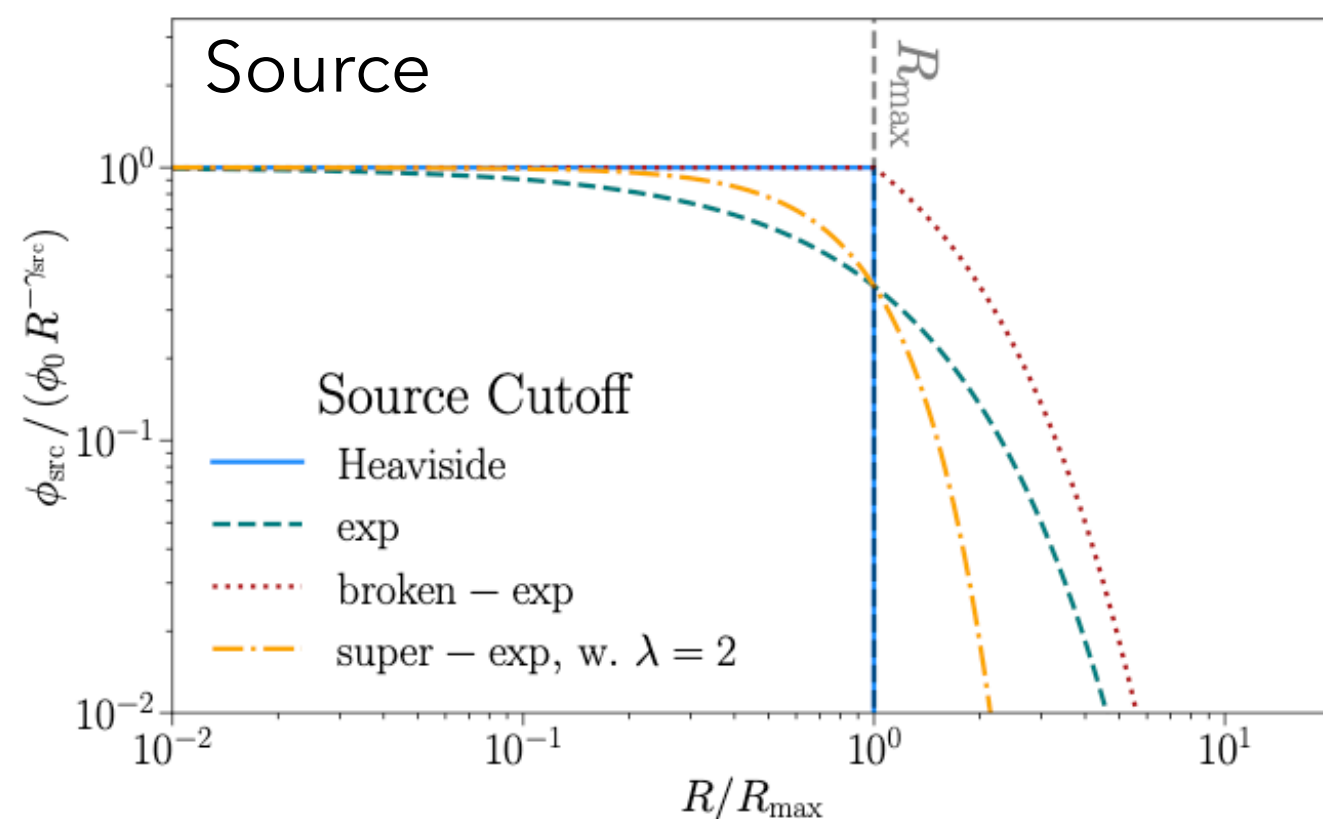 Source
R_max
10^0
10^−1
10^−2
ϕ_src / (ϕ_0 R^−γ_src)
Source Cutoff
Heaviside
exp
broken − exp
super − exp, w. λ = 2
10^−2 10^−1 10^0 10^1
R/R_max